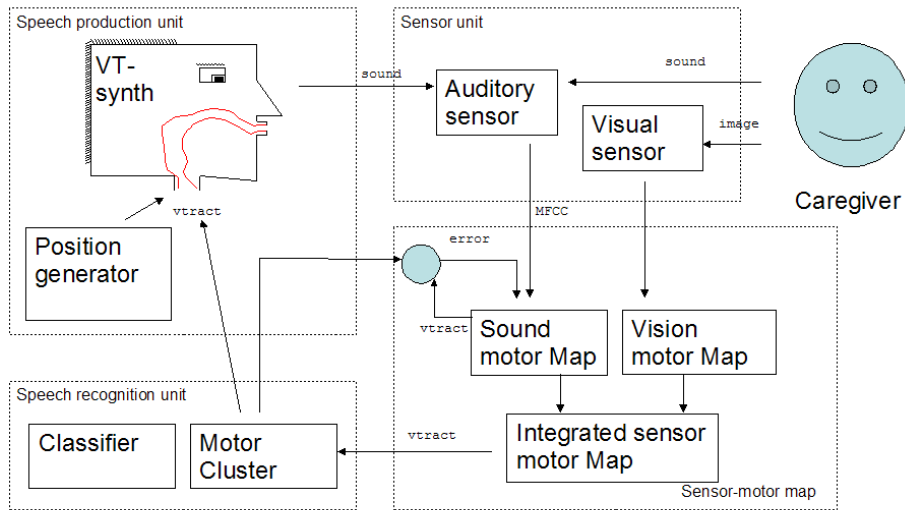 Speech production unit
VT-
synth
sound
vtract
Position
generator
Sensor unit
Auditory
sensor
Visual
sensor
sound
image
Caregiver
MFCC
error
vtract
Sound
motor Map
Vision
motor Map
Integrated sensor
motor Map
Sensor-motor map
Speech recognition unit
Classifier
Motor
Cluster
vtract